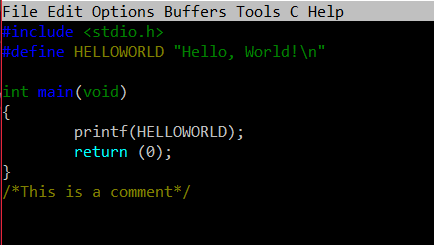 File Edit Options Buffers Tools C Help
#include <stdio.h>
#define HELLOWORLD "Hello, World!\n"
int main(void)
{
        printf(HELLOWORLD);
        return (0);
}
/*This is a comment*/